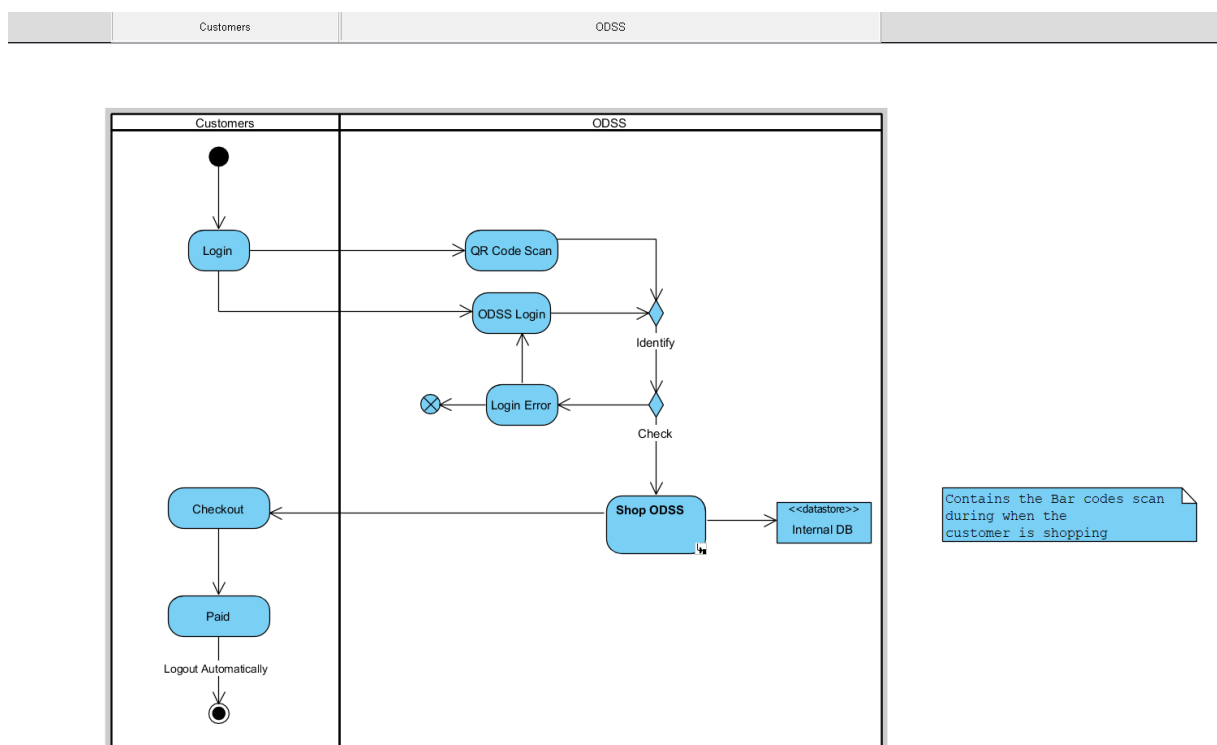 Customers
ODSS
Customers
ODSS
Login
QR Code Scan
ODSS Login
Identify
Login Error
Check
Checkout
Shop ODSS
<<datastore>>
Internal DB
Contains the Bar codes scan
during when the
customer is shopping
Paid
Logout Automatically